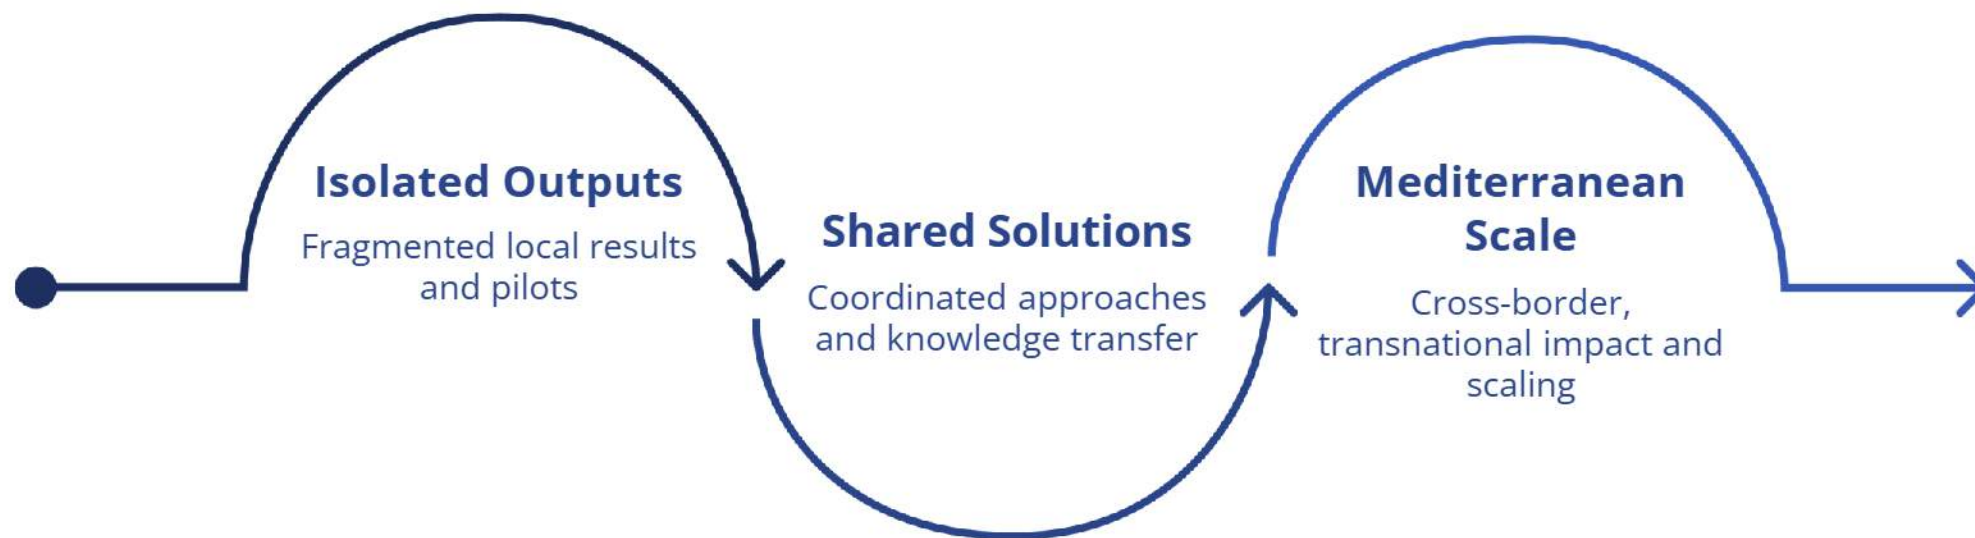 Isolated Outputs
Fragmented local results
and pilots
Shared Solutions
Coordinated approaches
and knowledge transfer
Mediterranean
Scale
Cross-border,
transnational impact and
scaling